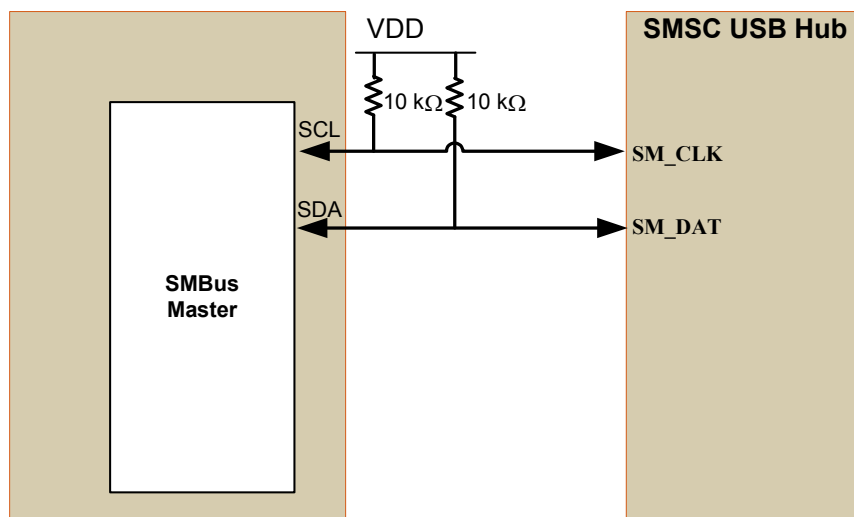 VDD
SMSC USB Hub
10 kΩ
10 kΩ
SCL
SM_CLK
SDA
SM_DAT
SMBus
Master